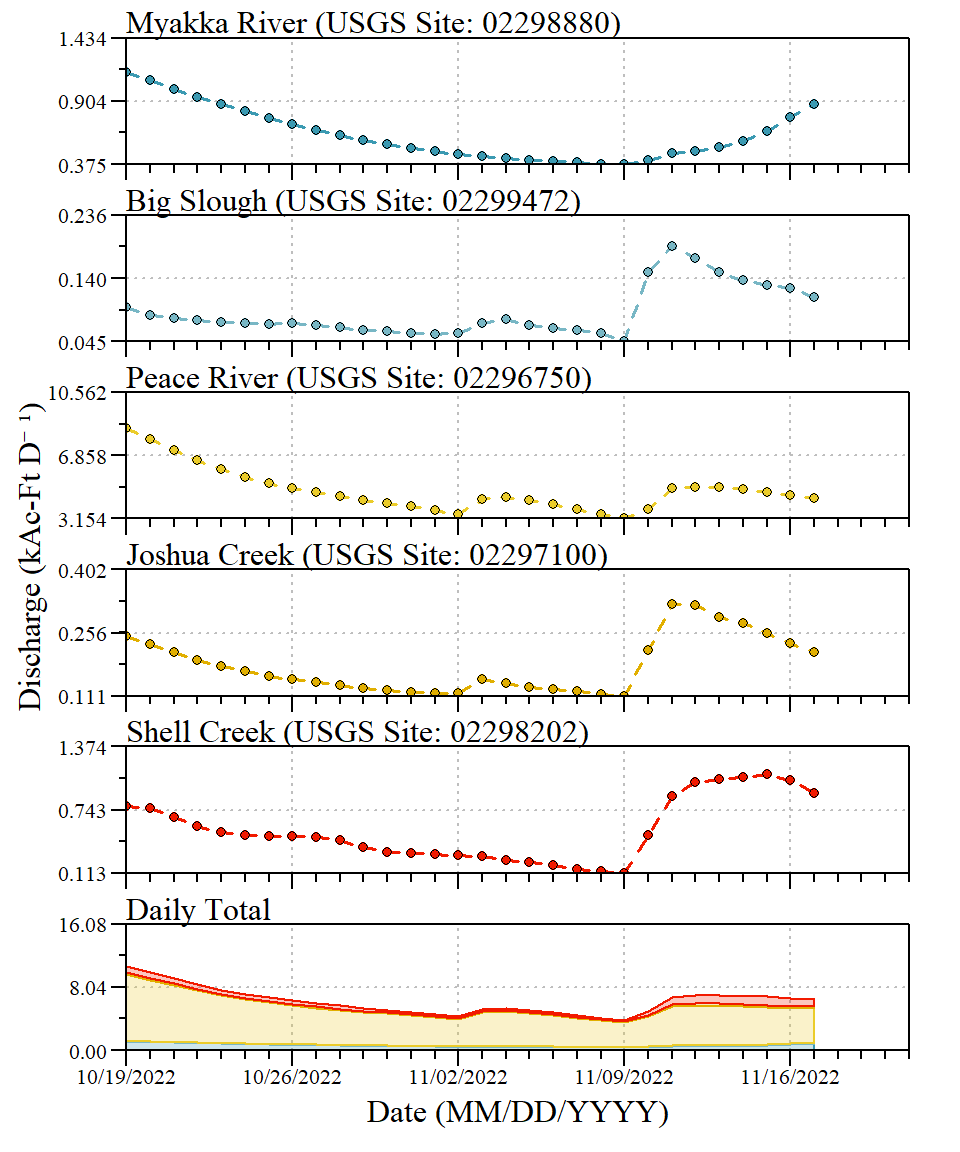 Myakka River (USGS Site: 02298880)
1.434
0.904
0.375
Big Slough (USGS Site: 02299472)
0.236
0.140
0.045
Peace River (USGS Site: 02296750)
10.562
6.858
3.154
Joshua Creek (USGS Site: 02297100)
0.402
0.256
0.111
Shell Creek (USGS Site: 02298202)
1.374
0.743
0.113
Daily Total
16.08
8.04
0.00
Discharge (kAc-Ft D⁻¹)
10/19/2022 10/26/2022 11/02/2022 11/09/2022 11/16/2022
Date (MM/DD/YYYY)